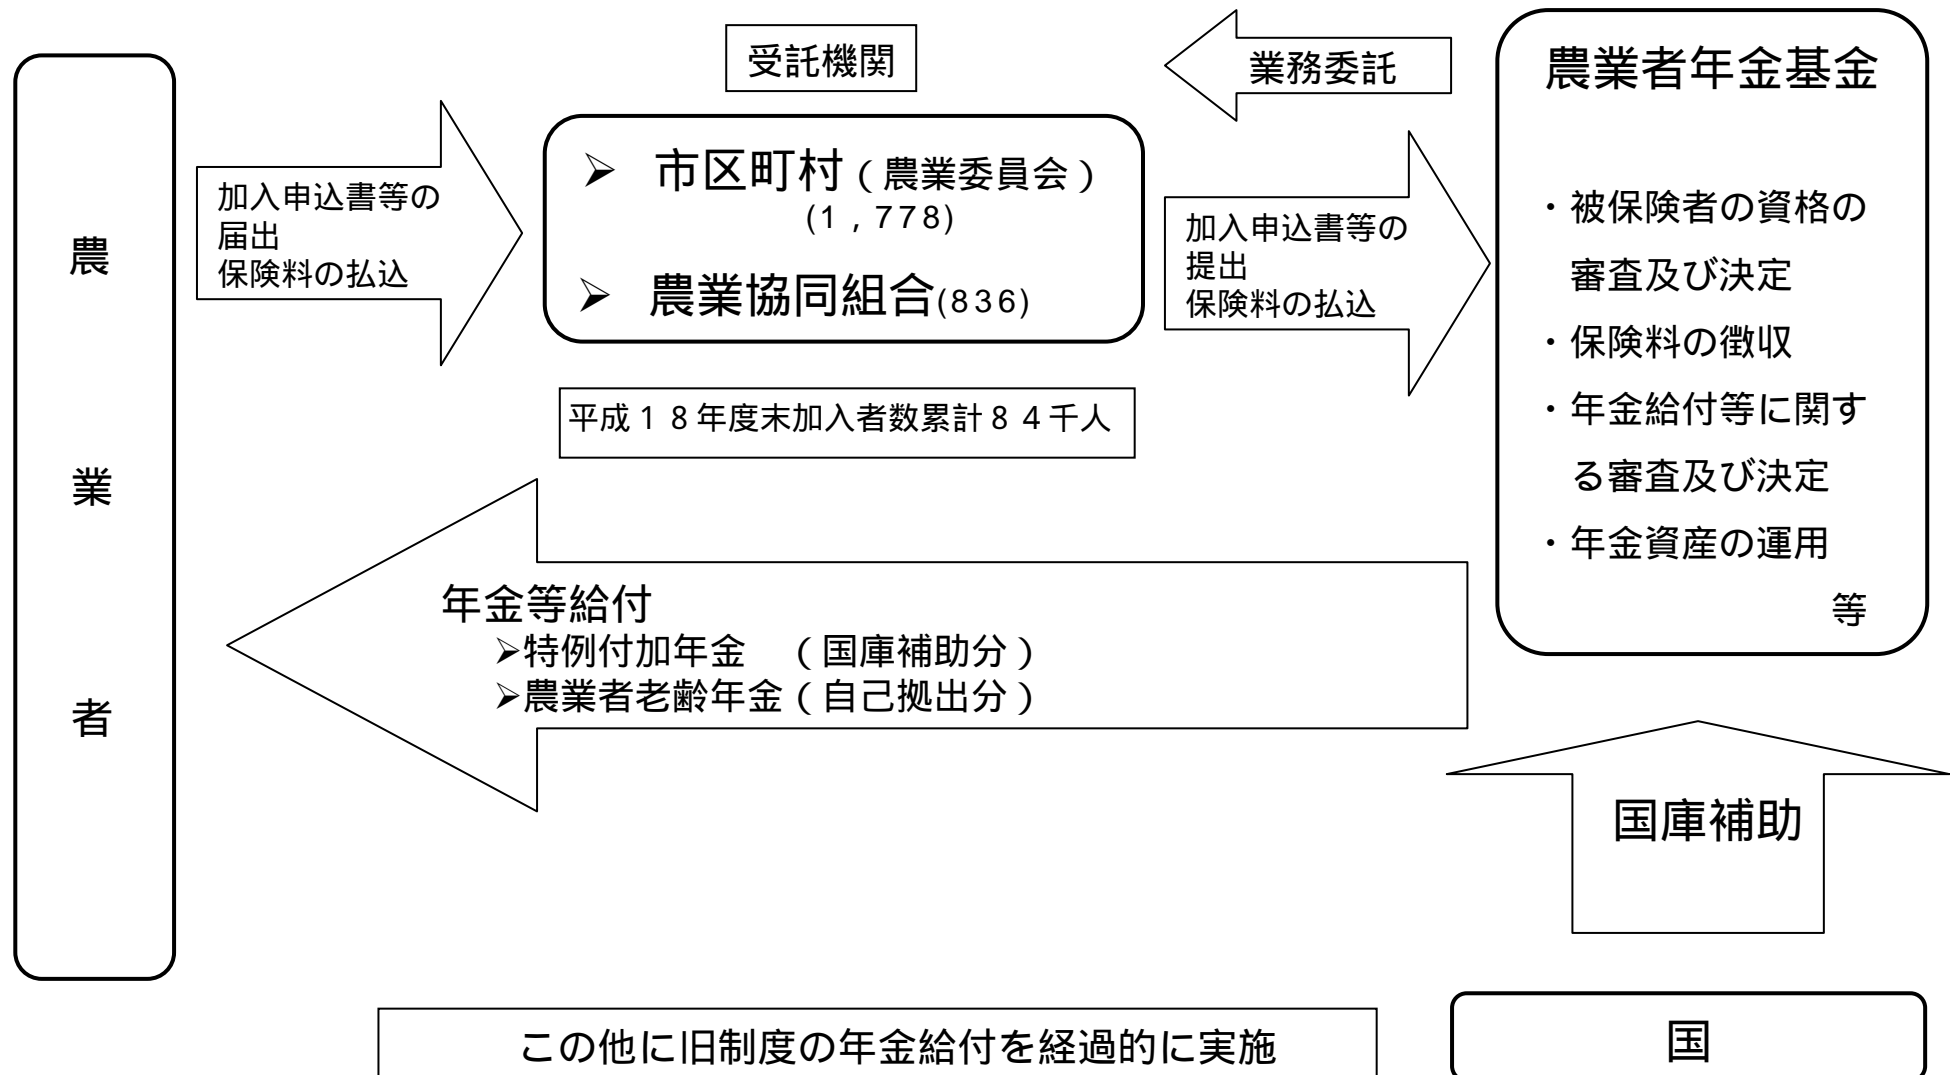 農
業
者
加入申込書等の
届出
保険料の払込
受託機関
➢ 市区町村（農業委員会）
(1,778)
➢ 農業協同組合(836)
平成18年度末加入者数累計84千人
業務委託
加入申込書等の
提出
保険料の払込
農業者年金基金
・被保険者の資格の
審査及び決定
・保険料の徴収
・年金給付等に関す
る審査及び決定
・年金資産の運用
等
年金等給付
➢特例付加年金　（国庫補助分）
➢農業者老齢年金（自己拠出分）
国庫補助
国
この他に旧制度の年金給付を経過的に実施